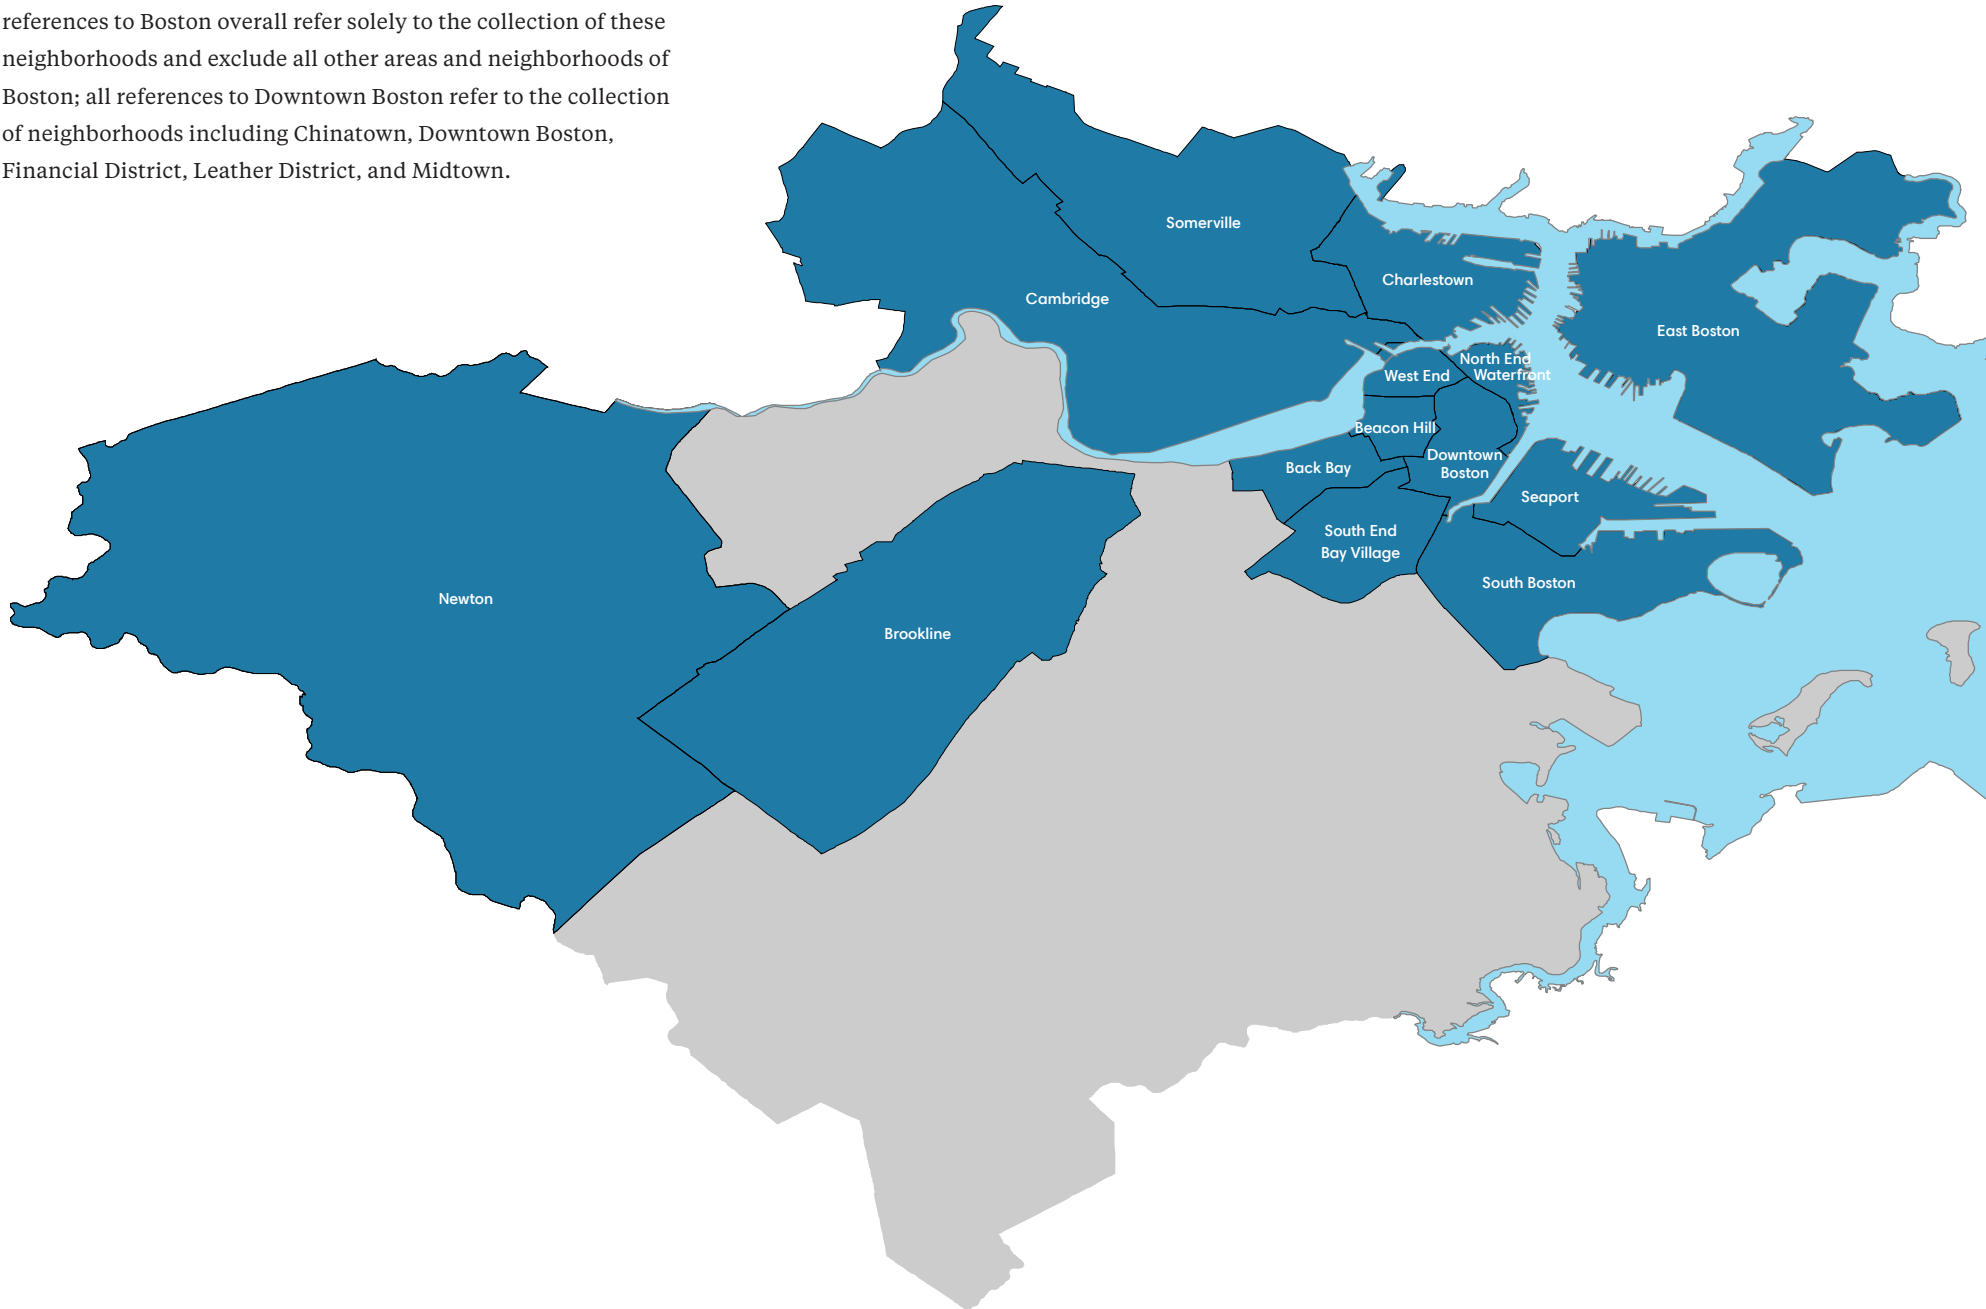 references to Boston overall refer solely to the collection of these
neighborhoods and exclude all other areas and neighborhoods of
Boston; all references to Downtown Boston refer to the collection
of neighborhoods including Chinatown, Downtown Boston,
Financial District, Leather District, and Midtown.
Somerville
Charlestown
Cambridge
East Boston
North End
Waterfront
West End
Beacon Hill
Downtown
Boston
Back Bay
Seaport
South End
Bay Village
South Boston
Newton
Brookline